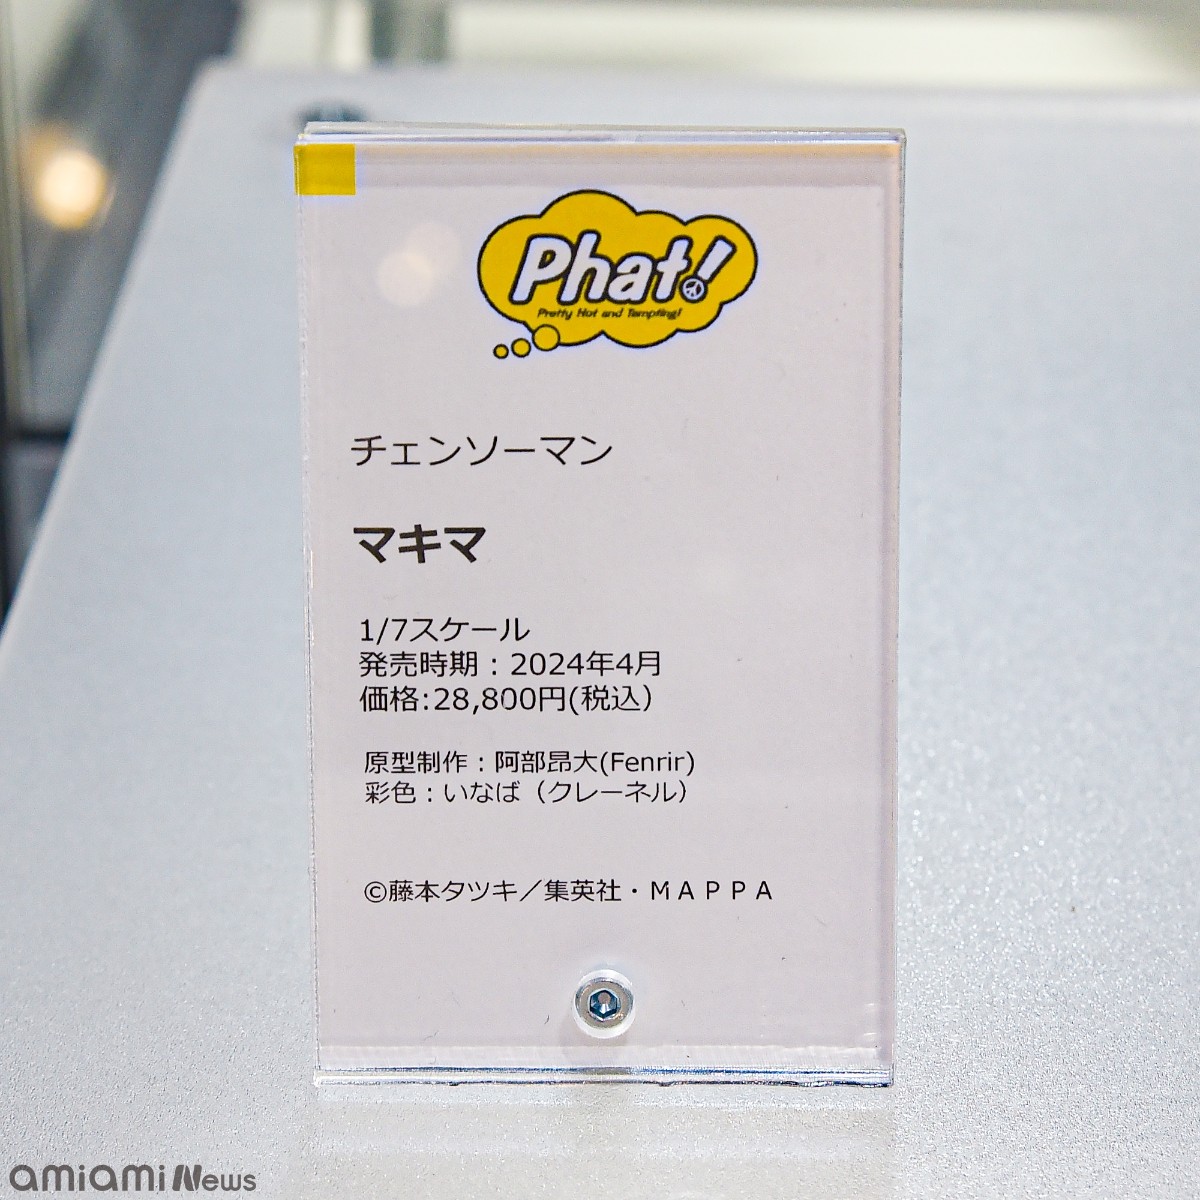 Phat!
Pretty Hot and Tempting!
チェンソーマン
マキマ
1/7スケール
発売時期：2024年4月
価格:28,800円(税込）
原型制作：阿部昂大(Fenrir)
彩色：いなば（クレーネル）
©藤本タツキ／集英社・ＭＡＰＰＡ
amiami News